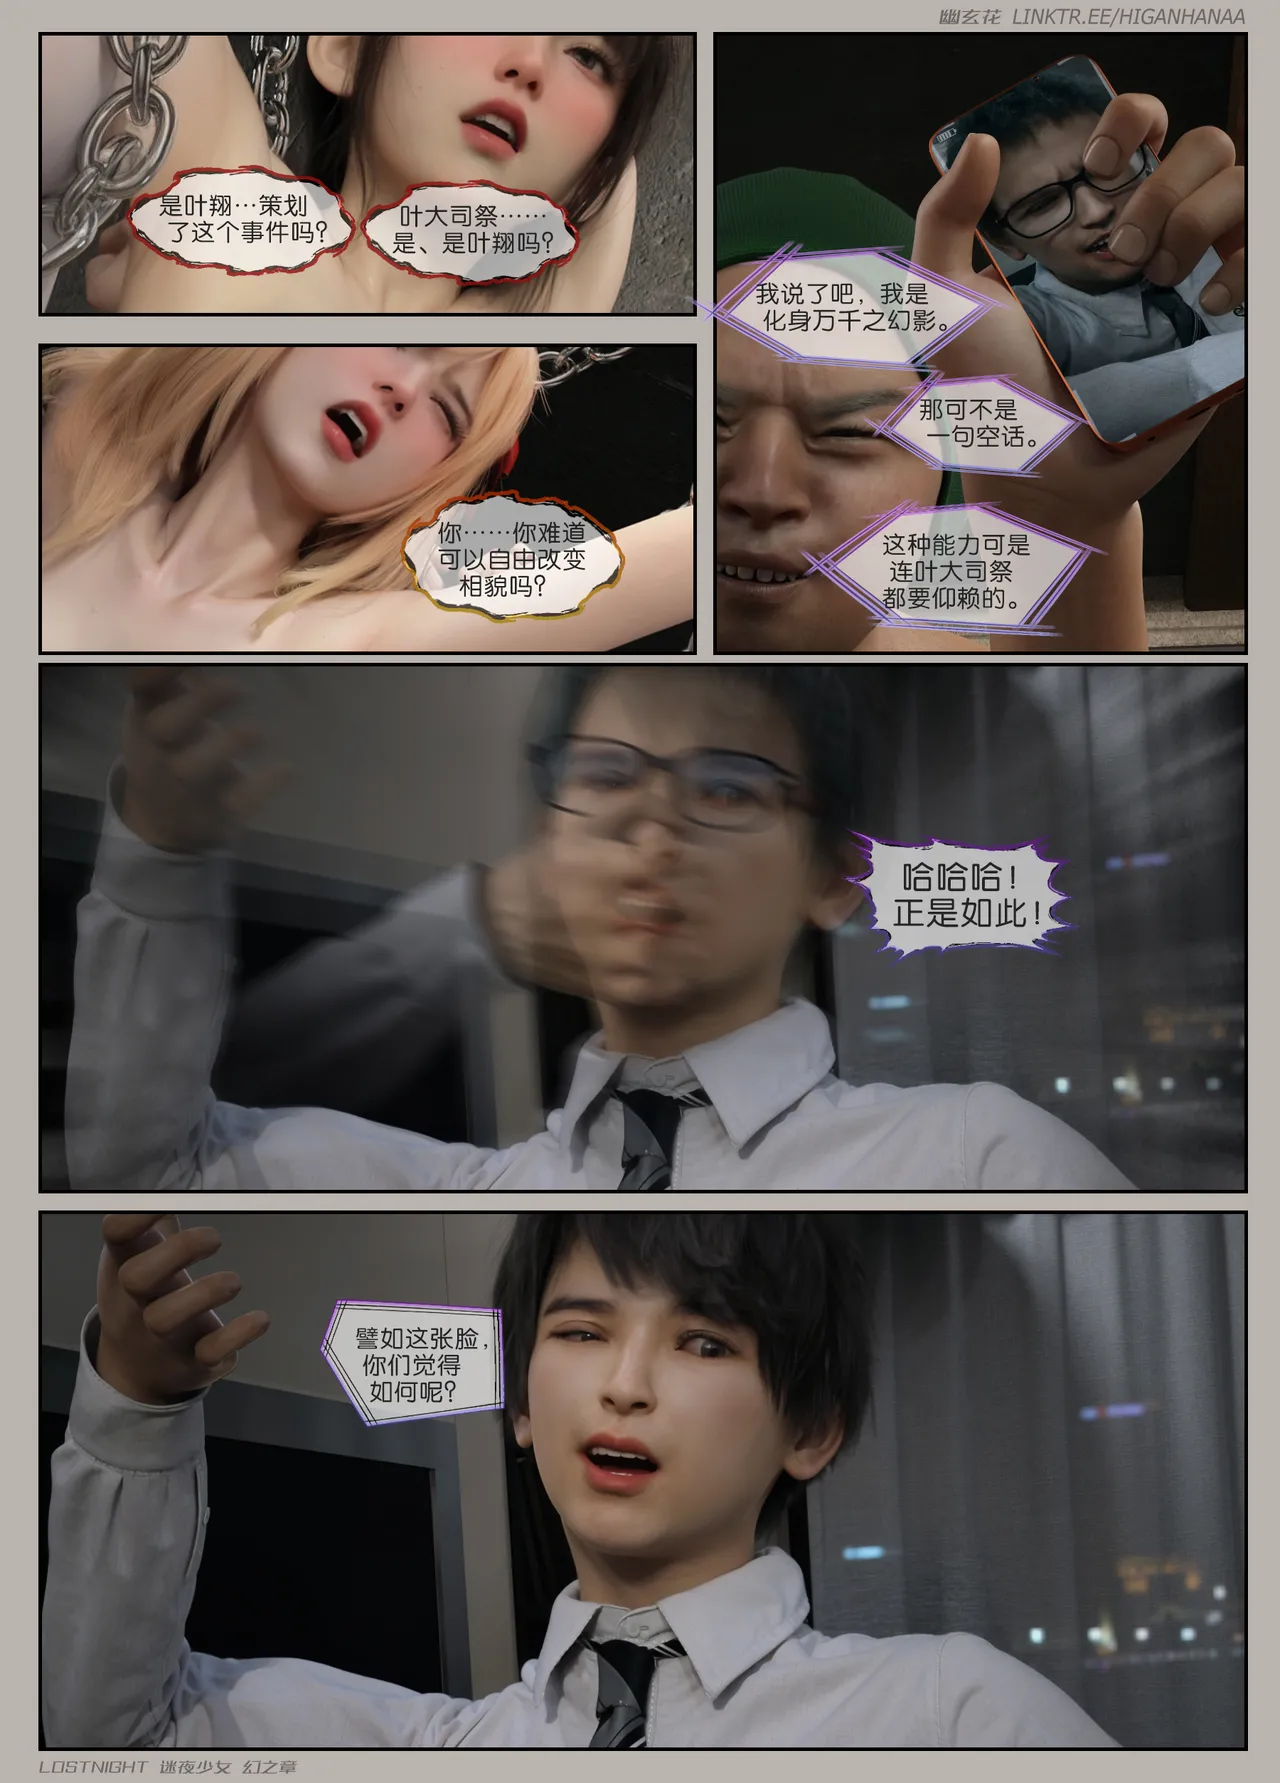 幽玄花 LINKTR.EE/HIGANHANAA
是叶翔…策划
了这个事件吗？
叶大司祭……
是、是叶翔吗？
我说了吧，我是
化身万千之幻影。
那可不是
一句空话。
这种能力可是
连叶大司祭
都要仰赖的。
你……你难道
可以自由改变
相貌吗？
哈哈哈！
正是如此！
譬如这张脸，
你们觉得
如何呢？
LOSTNIGHT 迷夜少女 幻之章